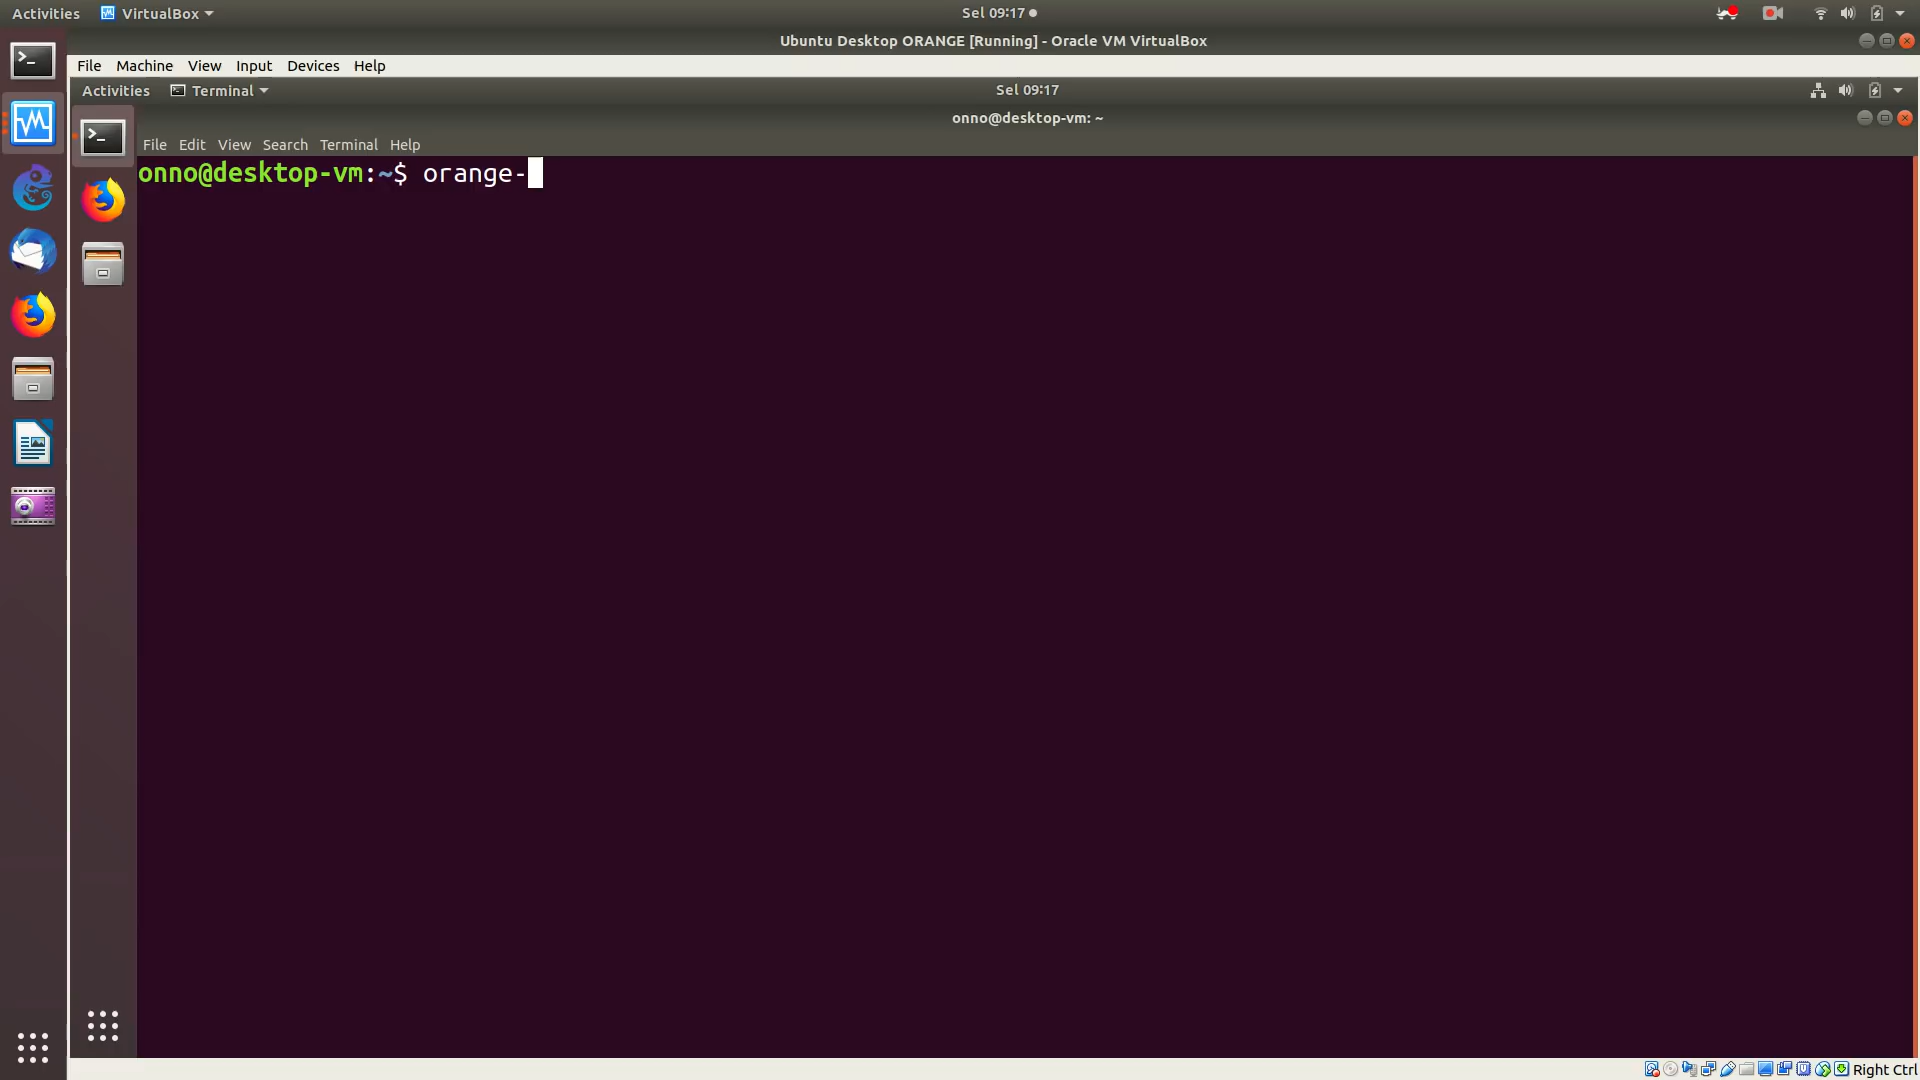 Activities VirtualBox Sel 09:17
Ubuntu Desktop ORANGE [Running] - Oracle VM VirtualBox
File Machine View Input Devices Help
Activities Terminal Sel 09:17
onno@desktop-vm: ~
File Edit View Search Terminal Help
onno@desktop-vm:~$ orange-
Right Ctrl